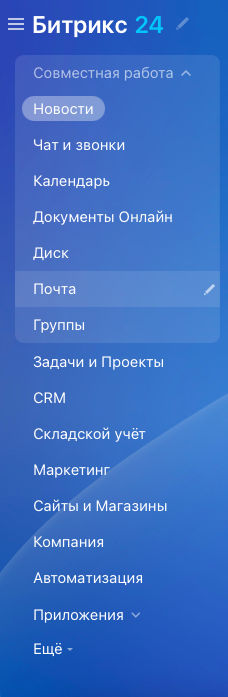 Битрикс 24
Совместная работа
Новости
Чат и звонки
Календарь
Документы Онлайн
Диск
Почта
Группы
Задачи и Проекты
CRM
Складской учёт
Маркетинг
Сайты и Магазины
Компания
Автоматизация
Приложения
Ещё